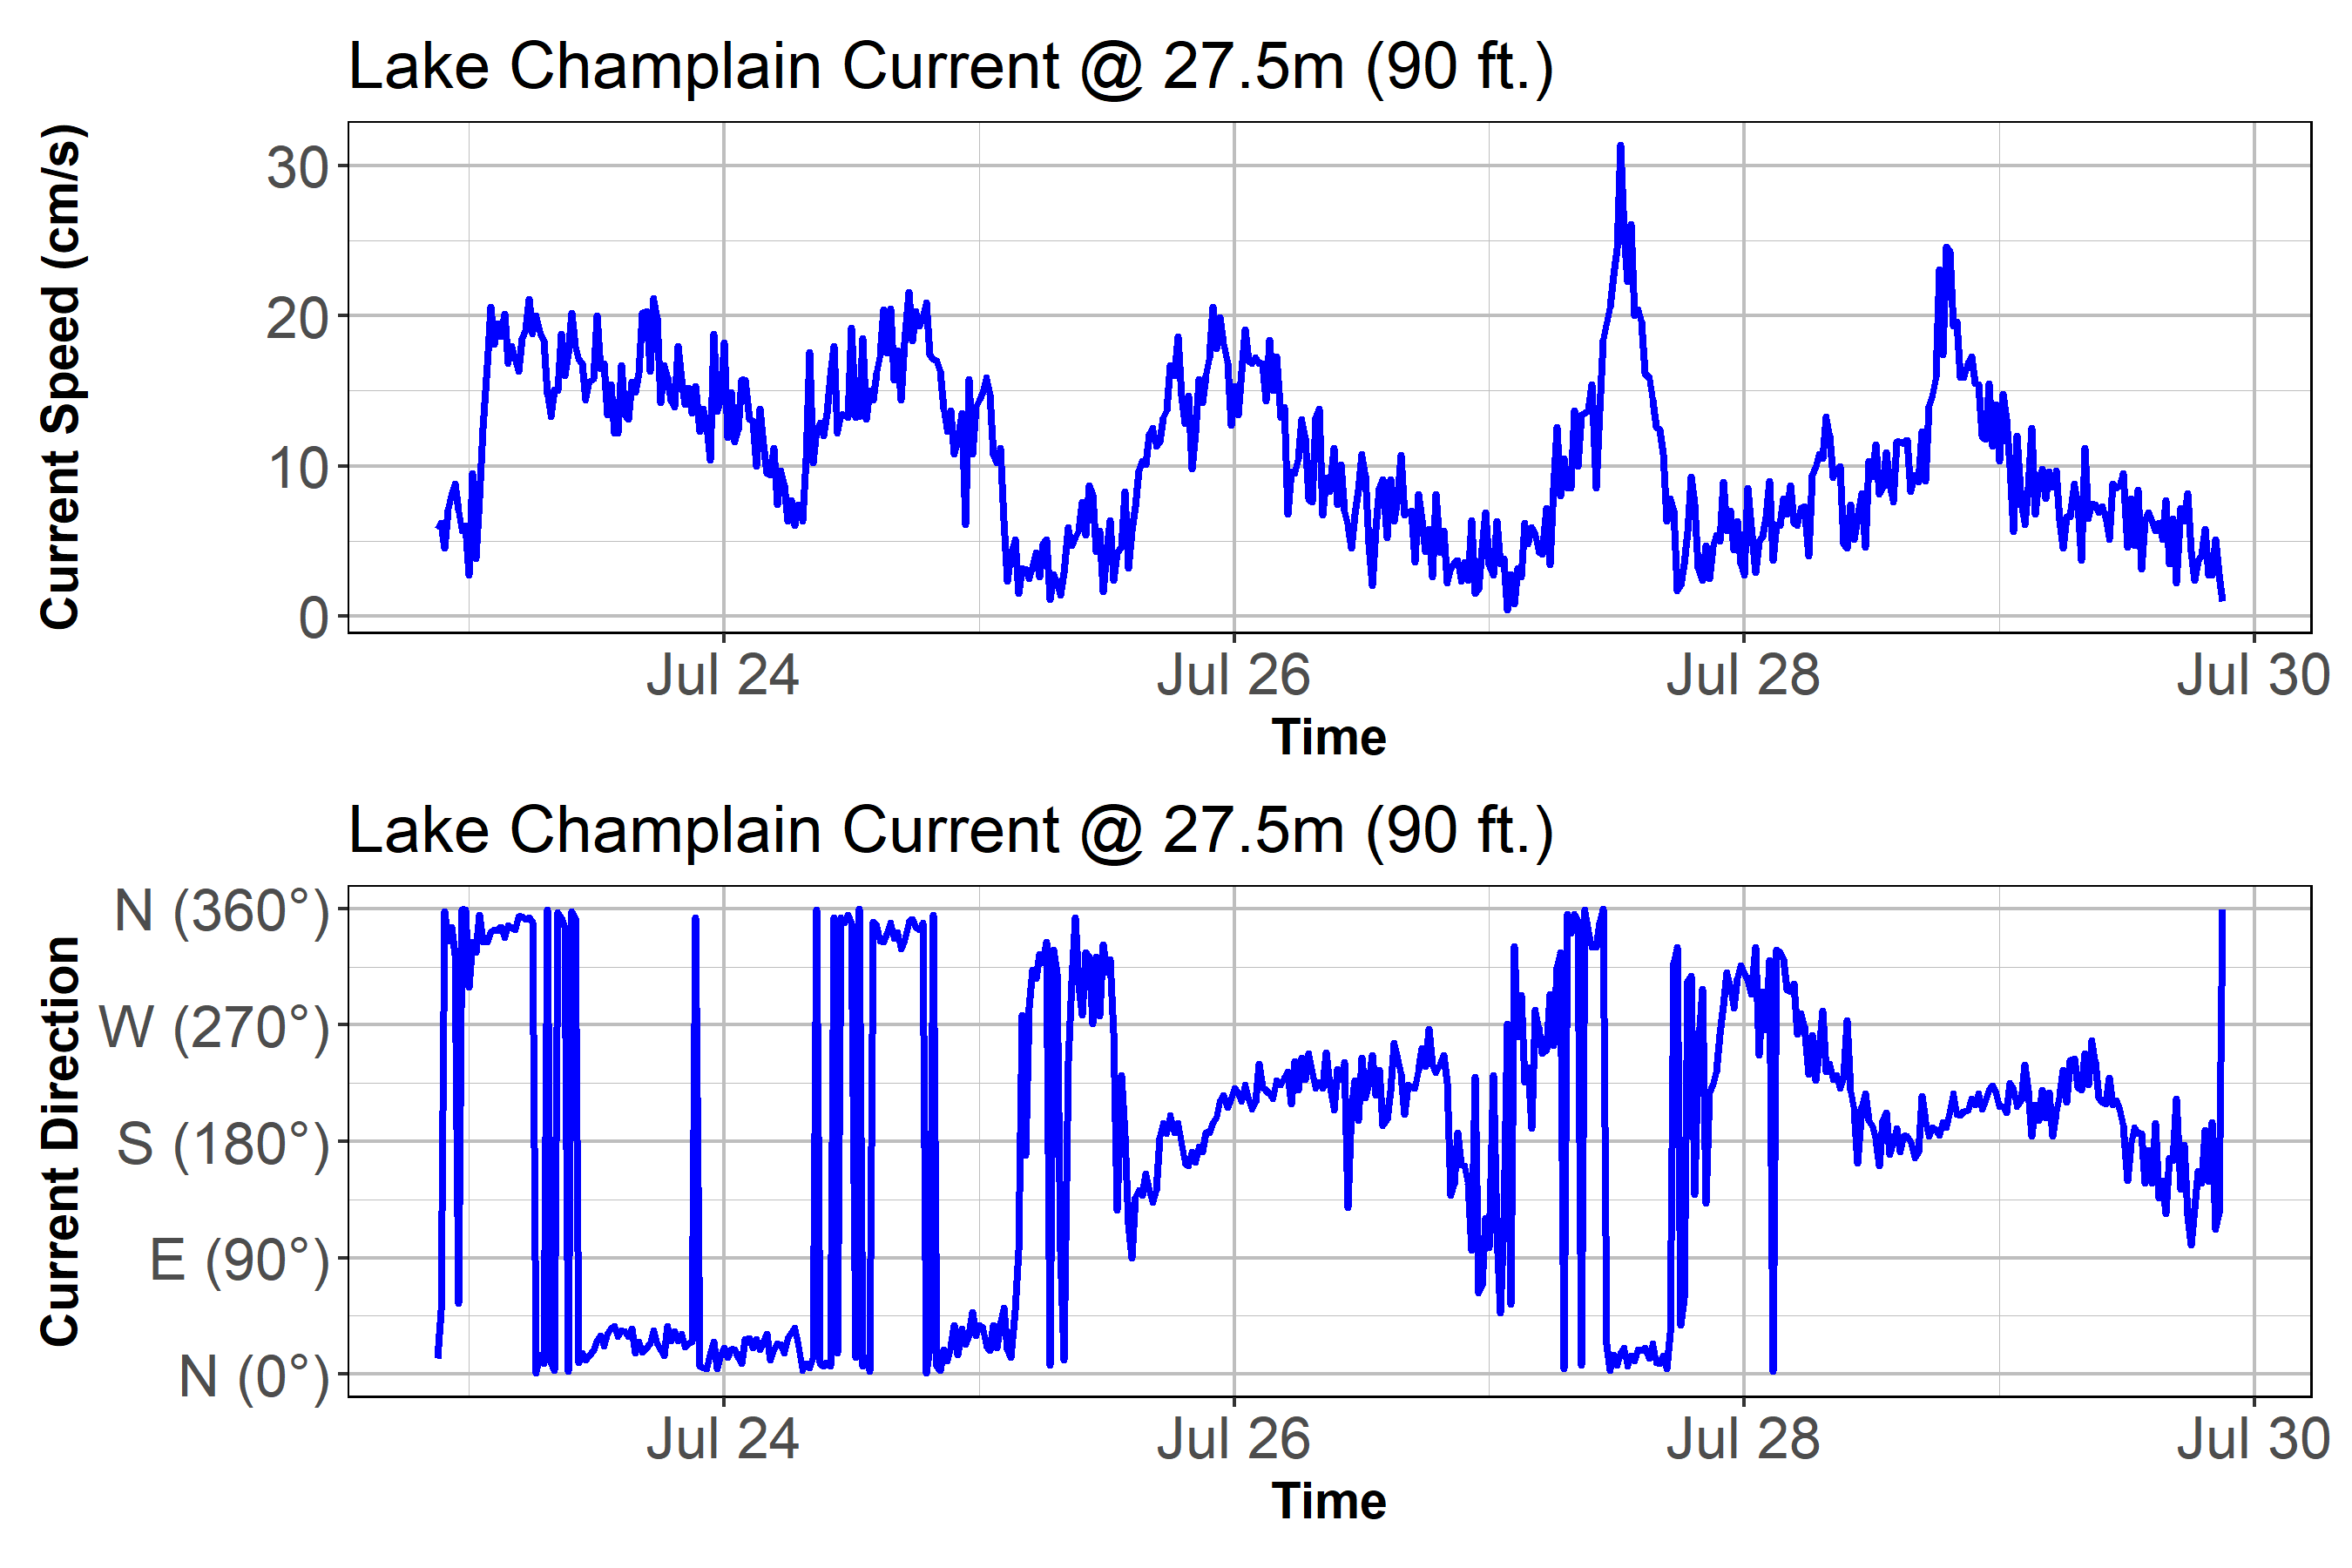 Lake Champlain Current @ 27.5m (90 ft.)
Current Speed (cm/s)
30
20
10
0
Jul 24 Jul 26 Jul 28 Jul 30
Time
Lake Champlain Current @ 27.5m (90 ft.)
Current Direction
N (360°)
W (270°)
S (180°)
E (90°)
N (0°)
Jul 24 Jul 26 Jul 28 Jul 30
Time